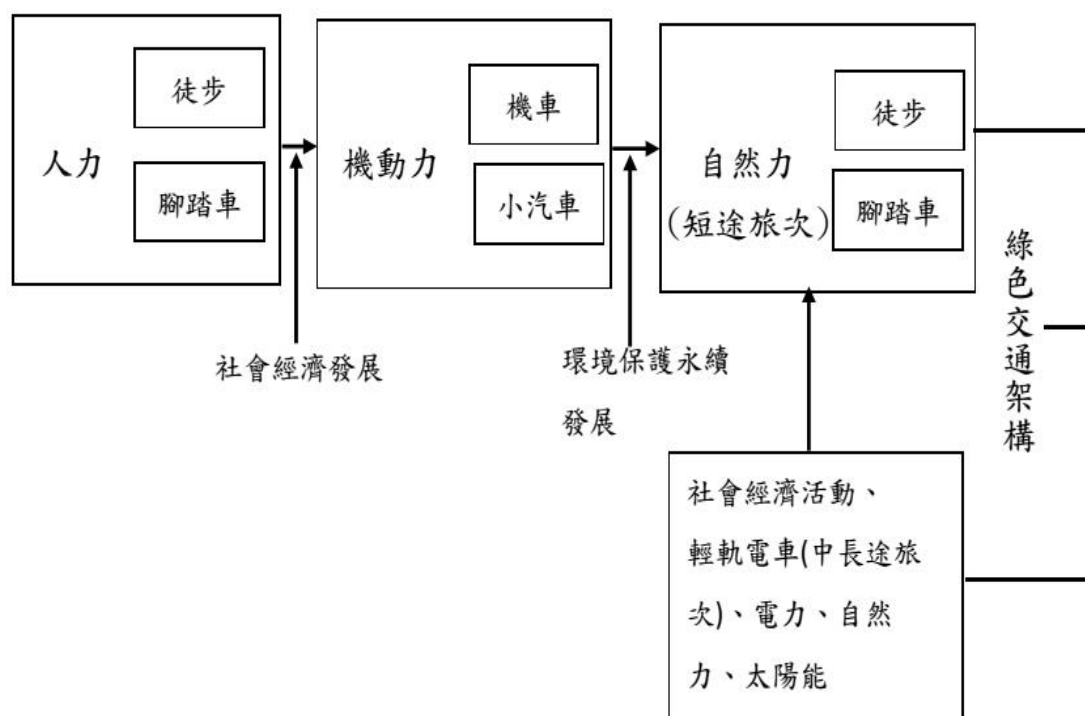 人力
徒步
腳踏車
機動力
機車
小汽車
自然力
(短途旅次)
徒步
腳踏車
社會經濟發展
環境保護永續
發展
綠色交通架構
社會經濟活動、
輕軌電車(中長途旅
次)、電力、自然
力、太陽能